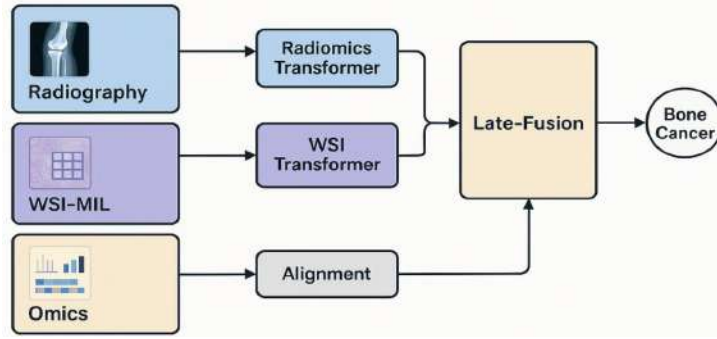 Radiography
Radiomics
Transformer
WSI-MIL
WSI
Transformer
Omics
Alignment
Late-Fusion
Bone
Cancer